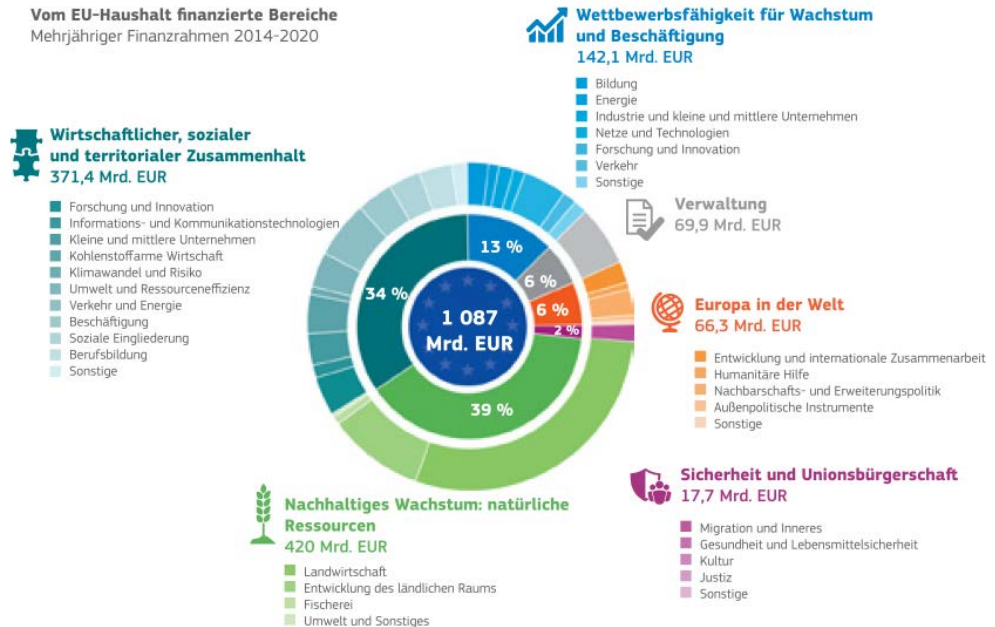 Vom EU-Haushalt finanzierte Bereiche
Mehrjähriger Finanzrahmen 2014-2020
Wettbewerbsfähigkeit für Wachstum
und Beschäftigung
142,1 Mrd. EUR
Bildung
Energie
Industrie und kleine und mittlere Unternehmen
Netze und Technologien
Forschung und Innovation
Verkehr
Sonstige
Wirtschaftlicher, sozialer
und territorialer Zusammenhalt
371,4 Mrd. EUR
Forschung und Innovation
Informations- und Kommunikationstechnologien
Kleine und mittlere Unternehmen
Kohlenstoffarme Wirtschaft
Klimawandel und Risiko
Umwelt und Ressourceneffizienz
Verkehr und Energie
Beschäftigung
Soziale Eingliederung
Berufsbildung
Sonstige
Verwaltung
69,9 Mrd. EUR
13 %
6 %
34 %
6 %
2 %
1 087
Mrd. EUR
39 %
Europa in der Welt
66,3 Mrd. EUR
Entwicklung und internationale Zusammenarbeit
Humanitäre Hilfe
Nachbarschafts- und Erweiterungspolitik
Außenpolitische Instrumente
Sonstige
Sicherheit und Unionsbürgerschaft
17,7 Mrd. EUR
Migration und Inneres
Gesundheit und Lebensmittelsicherheit
Kultur
Justiz
Sonstige
Nachhaltiges Wachstum: natürliche
Ressourcen
420 Mrd. EUR
Landwirtschaft
Entwicklung des ländlichen Raums
Fischerei
Umwelt und Sonstiges